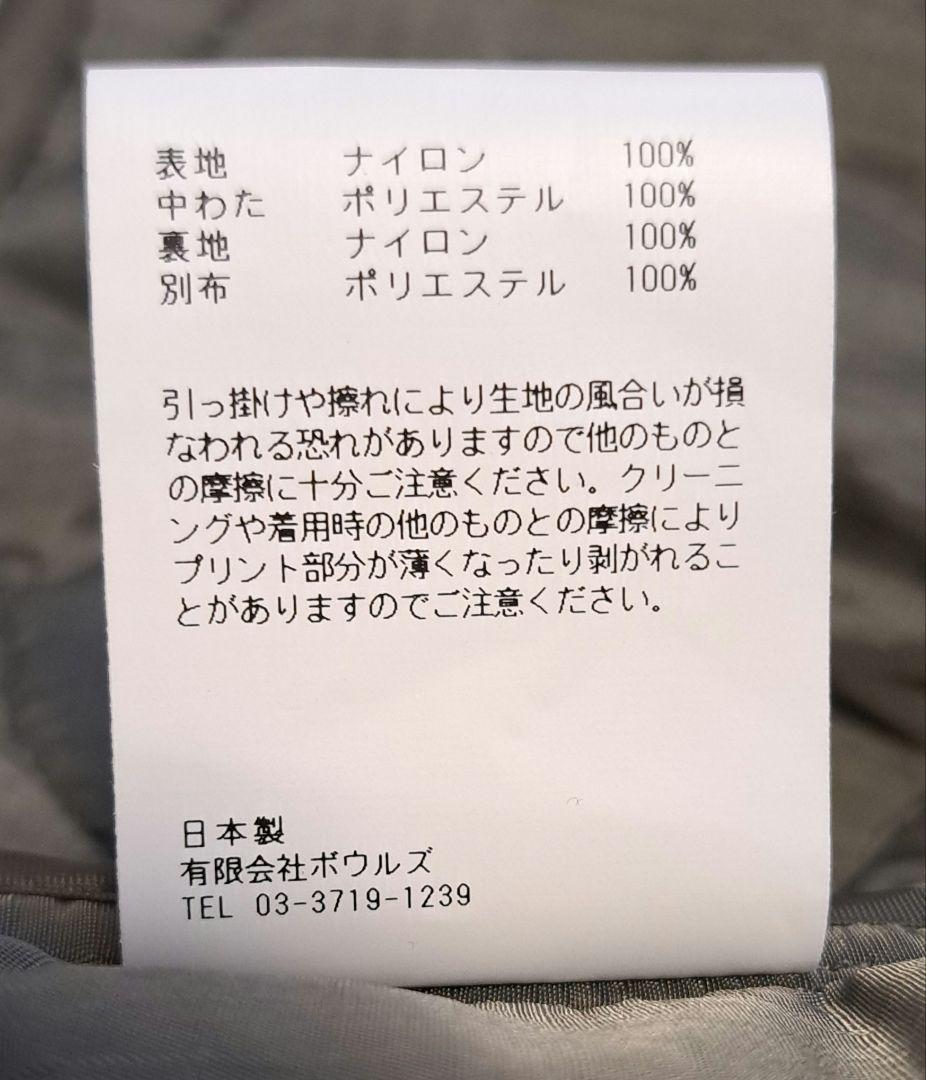 表地 ナイロン 100%
中わた ポリエステル 100%
裏地 ナイロン 100%
別布 ポリエステル 100%
引っ掛けや擦れにより生地の風合いが損
なわれる恐れがありますので他のものと
の摩擦に十分ご注意ください。クリーニ
ングや着用時の他のものとの摩擦により
プリント部分が薄くなったり剥がれるこ
とがありますのでご注意ください。
日本製
有限会社ボウルズ
TEL 03-3719-1239